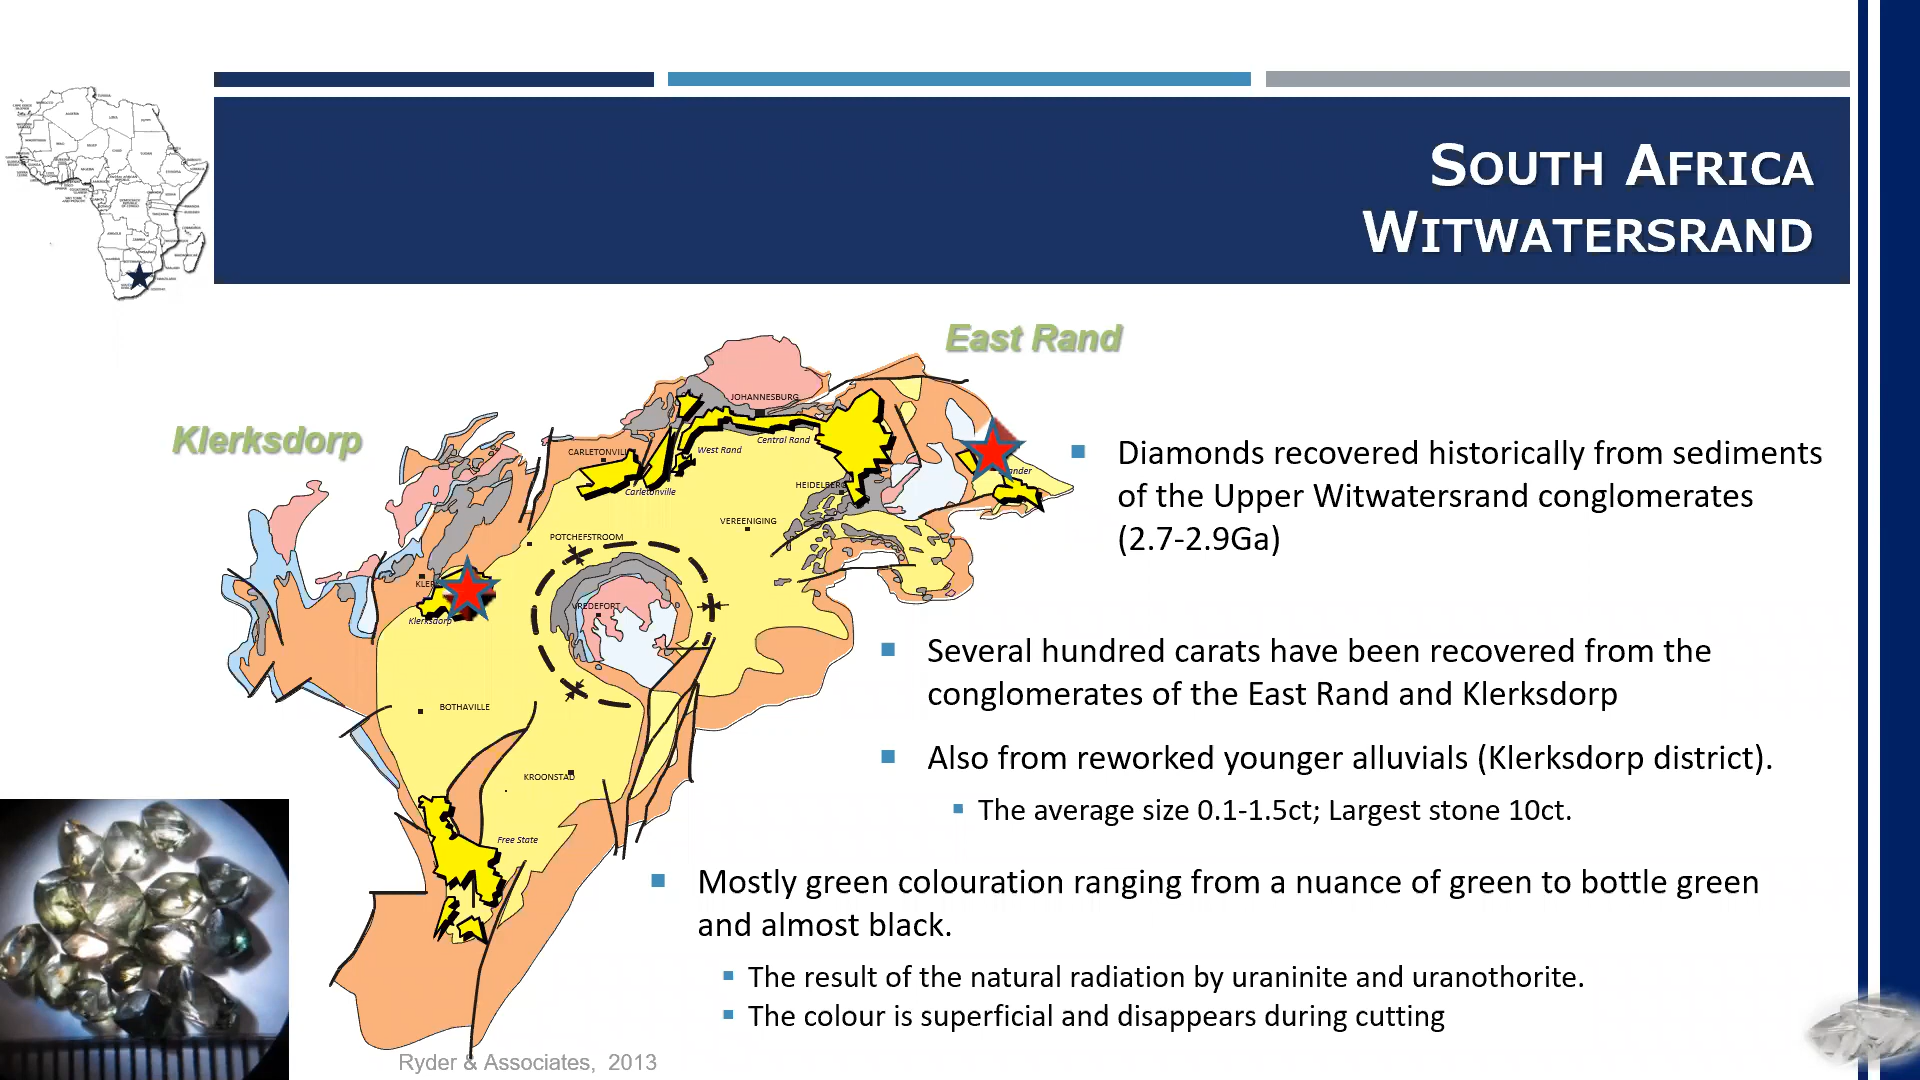 SOUTH AFRICA
WITWATERSRAND
East Rand
Klerksdorp
JOHANNESBURG
Central Rand
West Rand
CARLETONVILL
Carletonville
HEIDELBERG
ander
VEREENIGING
POTCHEFSTROOM
KLER
Klerksdorp
VREDEFORT
BOTHAVILLE
KROONSTAD
Free State
Diamonds recovered historically from sediments
of the Upper Witwatersrand conglomerates
(2.7-2.9Ga)
Several hundred carats have been recovered from the
conglomerates of the East Rand and Klerksdorp
Also from reworked younger alluvials (Klerksdorp district).
The average size 0.1-1.5ct; Largest stone 10ct.
Mostly green colouration ranging from a nuance of green to bottle green
and almost black.
The result of the natural radiation by uraninite and uranothorite.
The colour is superficial and disappears during cutting
Ryder & Associates, 2013